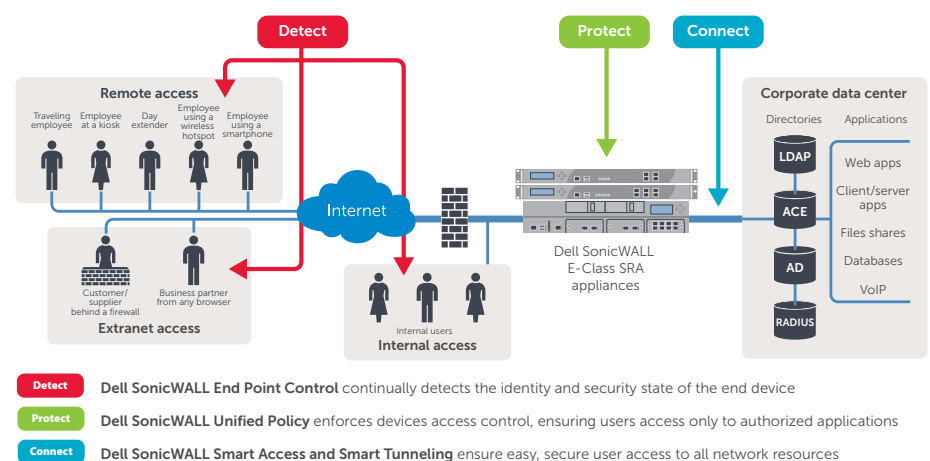 Detect
Protect
Connect
Remote access
Traveling
employee
Employee
at a kiosk
Day
extender
Employee
using a
wireless
hotspot
Employee
using a
smartphone
Internet
Customer/
supplier
behind a firewall
Business partner
from any browser
Extranet access
Internal users
Internal access
Dell SonicWALL
E-Class SRA
appliances
Corporate data center
Directories
Applications
LDAP
ACE
AD
RADIUS
Web apps
Client/server
apps
Files shares
Databases
VoIP
Detect Dell SonicWALL End Point Control continually detects the identity and security state of the end device
Protect Dell SonicWALL Unified Policy enforces devices access control, ensuring users access only to authorized applications
Connect Dell SonicWALL Smart Access and Smart Tunneling ensure easy, secure user access to all network resources